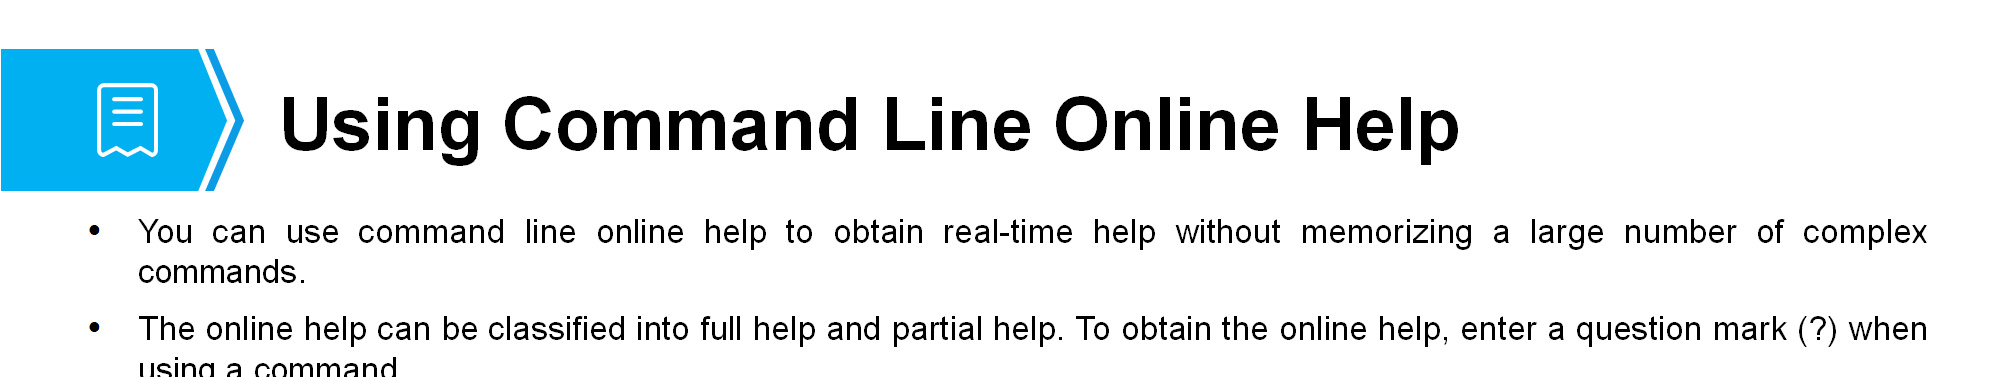 Using Command Line Online Help
• You can use command line online help to obtain real-time help without memorizing a large number of complex
commands.
• The online help can be classified into full help and partial help. To obtain the online help, enter a question mark (?) when
using a command